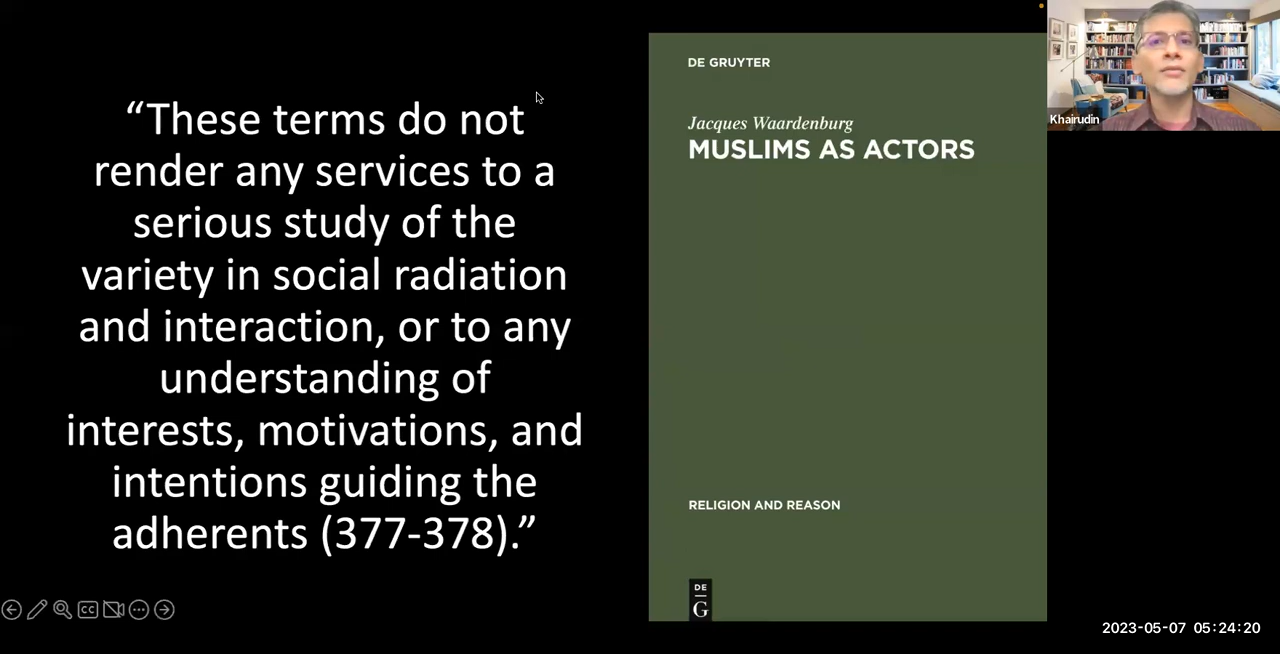 “These terms do not
render any services to a
serious study of the
variety in social radiation
and interaction, or to any
understanding of
interests, motivations, and
intentions guiding the
adherents (377-378).”
DE GRUYTER
Jacques Waardenburg
MUSLIMS AS ACTORS
RELIGION AND REASON
DE
G
Khairudin
CC
2023-05-07 05:24:20